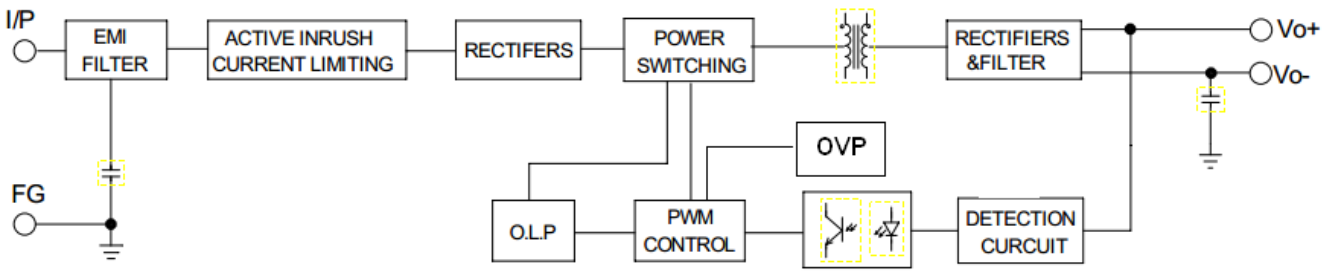 I/P
EMI
FILTER
ACTIVE INRUSH
CURRENT LIMITING
RECTIFERS
POWER
SWITCHING
RECTIFIERS
&FILTER
Vo+
Vo-
OVP
FG
O.L.P
PWM
CONTROL
DETECTION
CURCUIT